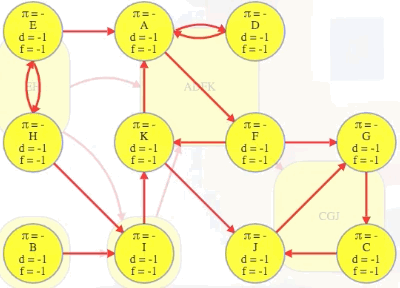 π = -
E
d = -1
f = -1
π = -
A
d = -1
f = -1
π = -
D
d = -1
f = -1
EH
ADFK
π = -
H
d = -1
f = -1
π = -
K
d = -1
f = -1
π = -
F
d = -1
f = -1
π = -
G
d = -1
f = -1
CGJ
π = -
B
d = -1
f = -1
π = -
I
d = -1
f = -1
π = -
J
d = -1
f = -1
π = -
C
d = -1
f = -1